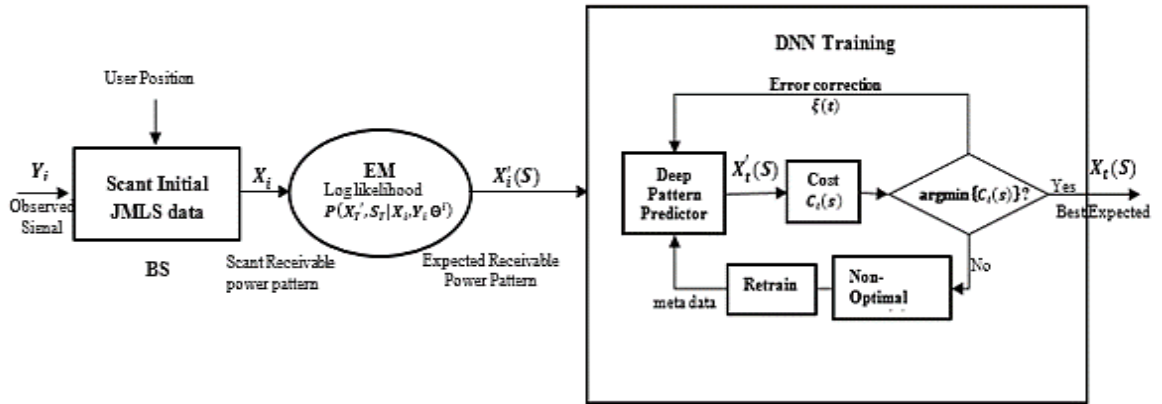 DNN Training
User Position
Error correction
ξ(t)
Y_i
Observed
Signal
Scant Initial
JMLS data
BS
X_i
Scant Receivable
power pattern
EM
Log likelihood
P(X_T', S_T | X_i, Y_i Θ^i)
X_i'(S)
Expected Receivable
Power Pattern
Deep
Pattern
Predictor
X_t'(S)
Cost
C_t(s)
argmin{C_t(s)}?
Yes
X_t(S)
Best Expected
No
Non-
Optimal
Retrain
meta data